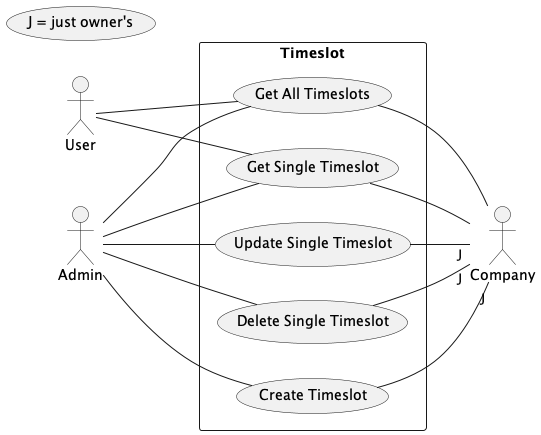 J = just owner's
Timeslot
Get All Timeslots
User
Get Single Timeslot
Update Single Timeslot
J
Admin
J
Company
J
Delete Single Timeslot
Create Timeslot